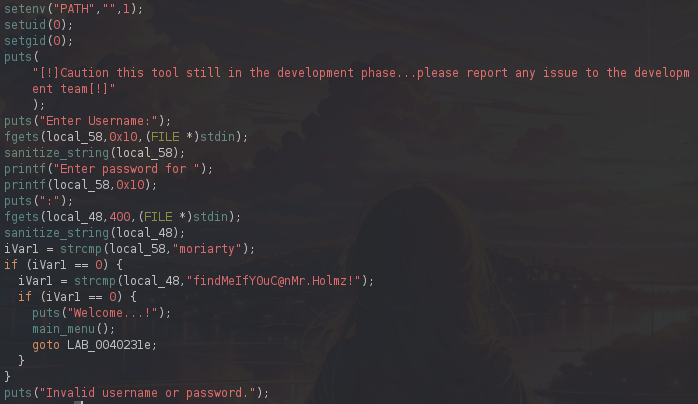 setenv("PATH","",1);
setuid(0);
setgid(0);
puts(
"[!]Caution this tool still in the development phase...please report any issue to the developm
ent team[!]"
);
puts("Enter Username:");
fgets(local_58,0x10,(FILE *)stdin);
sanitize_string(local_58);
printf("Enter password for ");
printf(local_58,0x10);
puts(":");
fgets(local_48,400,(FILE *)stdin);
sanitize_string(local_48);
iVar1 = strcmp(local_58,"moriarty");
if (iVar1 == 0) {
iVar1 = strcmp(local_48,"findMeIfY0uC@nMr.Holmz!");
if (iVar1 == 0) {
puts("Welcome...!");
main_menu();
goto LAB_0040231e;
}
}
puts("Invalid username or password.");